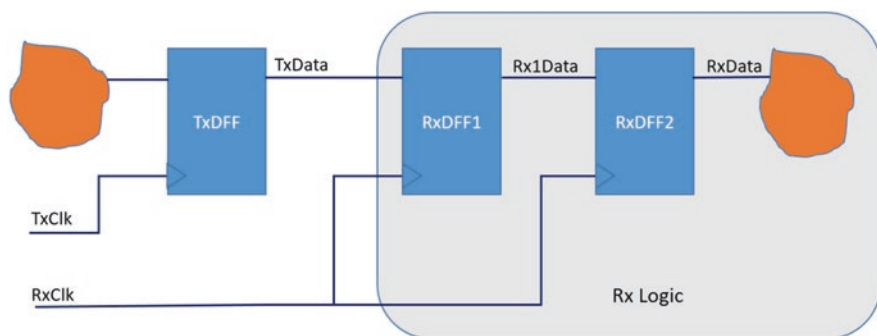 TxData
Rx1Data
RxData
TxDFF
RxDFF1
RxDFF2
TxClk
RxClk
Rx Logic